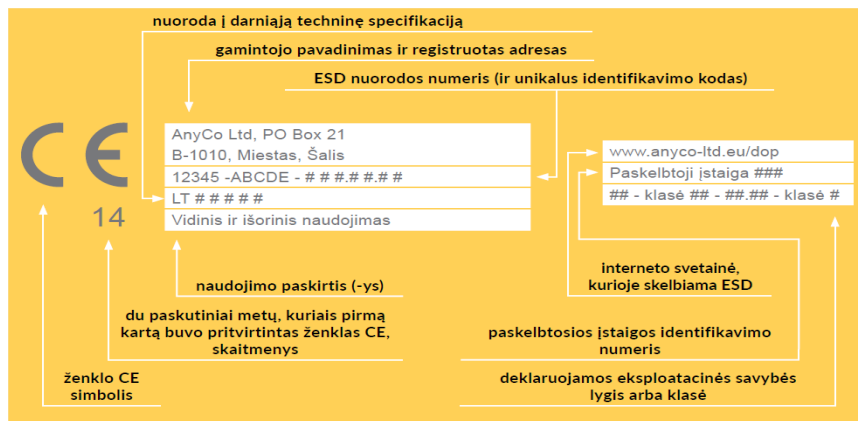 nuoroda į darniąją techninę specifikaciją
gamintojo pavadinimas ir registruotas adresas
ESD nuorodos numeris (ir unikalus identifikavimo kodas)
CE
14
AnyCo Ltd, PO Box 21
B-1010, Miestas, Šalis
12345 -ABCDE - # # #.# #.# #
LT # # # # #
Vidinis ir išorinis naudojimas
www.anyco-ltd.eu/dop
Paskelbtoji įstaiga ###
## - klasė ## - ##.## - klasė #
naudojimo paskirtis (-ys)
du paskutiniai metų, kuriais pirmą
kartą buvo pritvirtintas ženklas CE,
skaitmenys
ženklo CE
simbolis
interneto svetainė,
kurioje skelbiama ESD
paskelbtosios įstaigos identifikavimo
numeris
deklaruojamos eksploatacinės savybės
lygis arba klasė